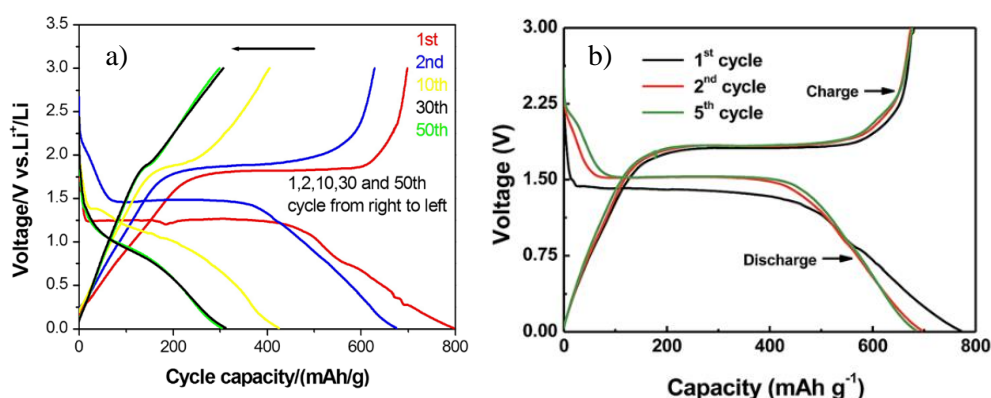 a)
3.5
3.0
2.5
2.0
1.5
1.0
0.5
0.0
Voltage/V vs.Li⁺/Li
1st
2nd
10th
30th
50th
1,2,10,30 and 50th
cycle from right to left
0
200
400
600
800
Cycle capacity/(mAh/g)
b)
3.00
2.25
1.50
0.75
0.00
Voltage (V)
1ˢᵗ cycle
2ⁿᵈ cycle
5ᵗʰ cycle
Charge
Discharge
0
200
400
600
800
Capacity (mAh g⁻¹)